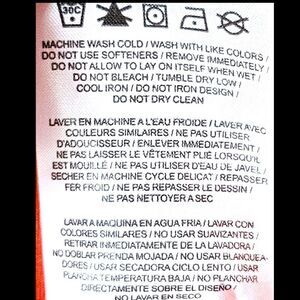 30C
MACHINE WASH COLD / WASH WITH LIKE COLORS /
DO NOT USE SOFTENERS / REMOVE IMMEDIATELY /
DO NOT ALLOW TO LAY ON ITSELF WHEN WET /
DO NOT BLEACH / TUMBLE DRY LOW /
COOL IRON / DO NOT IRON DESIGN /
DO NOT DRY CLEAN
LAVER EN MACHINE A L'EAU FROIDE / LAVER AVEC
COULEURS SIMILAIRES / NE PAS UTILISER
D'ADOUCISSEUR / ENLEVER IMMEDIATEMENT /
NE PAS LAISSER LE VÊTEMENT PLIÉ LORSQU'IL
EST MOUILLÉ / NE PAS UTILISER D'EAU DE JAVEL /
SECHER EN MACHINE CYCLE DELICAT / REPASSER
FER FROID / NE PAS REPASSER LE DESSIN /
NE PAS NETTOYER A SEC
LAVAR A MAQUINA EN AGUA FRIA / LAVAR CON
COLORES SIMILARES / NO USAR SUAVIZANTES /
RETIRAR INMEDIATAMENTE DE LA LAVADORA /
NO DOBLAR PRENDA MOJADA / NO USAR BLANQUEA-
DORES / USAR SECADORA CICLO LENTO / USAR
PLANCHA TEMPERATURA BAJA / NO PLANCHAR
DIRECTAMENTE SOBRE EL DISEÑO /
NO LAVAR EN SECO